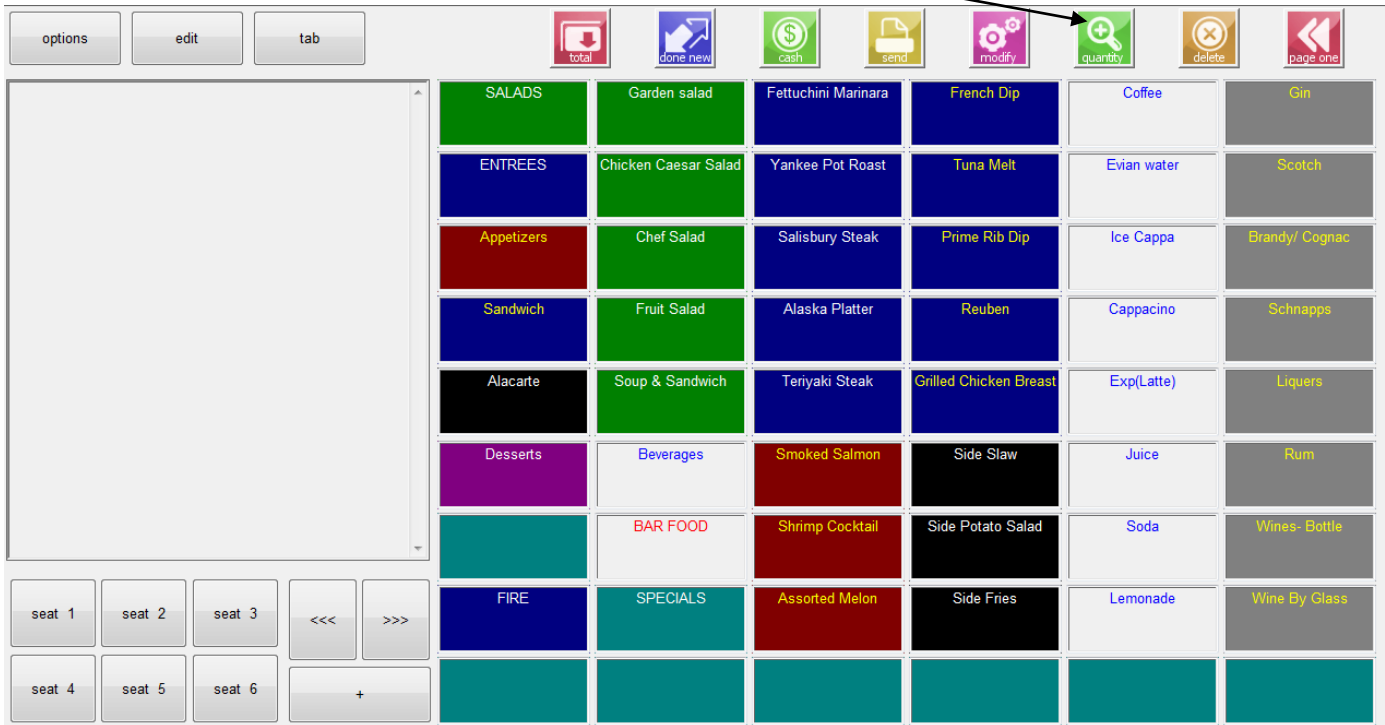 options edit tab total done new cash send modify quantity delete page one
SALADS Garden salad Fettuchini Marinara French Dip Coffee Gin
ENTREES Chicken Caesar Salad Yankee Pot Roast Tuna Melt Evian water Scotch
Appetizers Chef Salad Salisbury Steak Prime Rib Dip Ice Cappa Brandy/ Cognac
Sandwich Fruit Salad Alaska Platter Reuben Cappacino Schnapps
Alacarte Soup & Sandwich Teriyaki Steak Grilled Chicken Breast Exp(Latte) Liquers
Desserts Beverages Smoked Salmon Side Slaw Juice Rum
BAR FOOD Shrimp Cocktail Side Potato Salad Soda Wines- Bottle
FIRE SPECIALS Assorted Melon Side Fries Lemonade Wine By Glass
seat 1 seat 2 seat 3 <<< >>>
seat 4 seat 5 seat 6 +